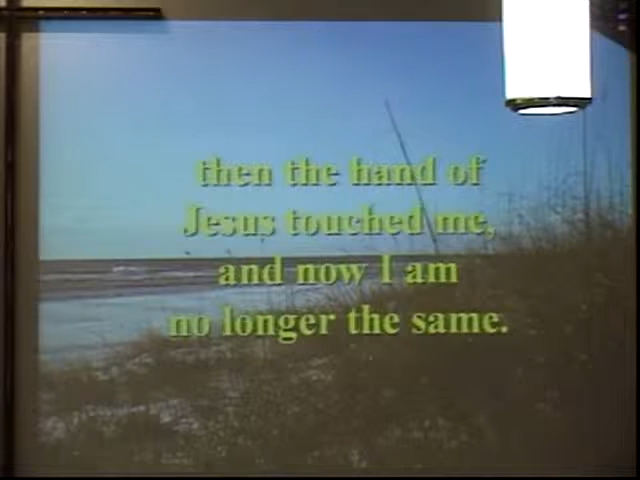 then the hand of
Jesus touched me,
and now I am
no longer the same.